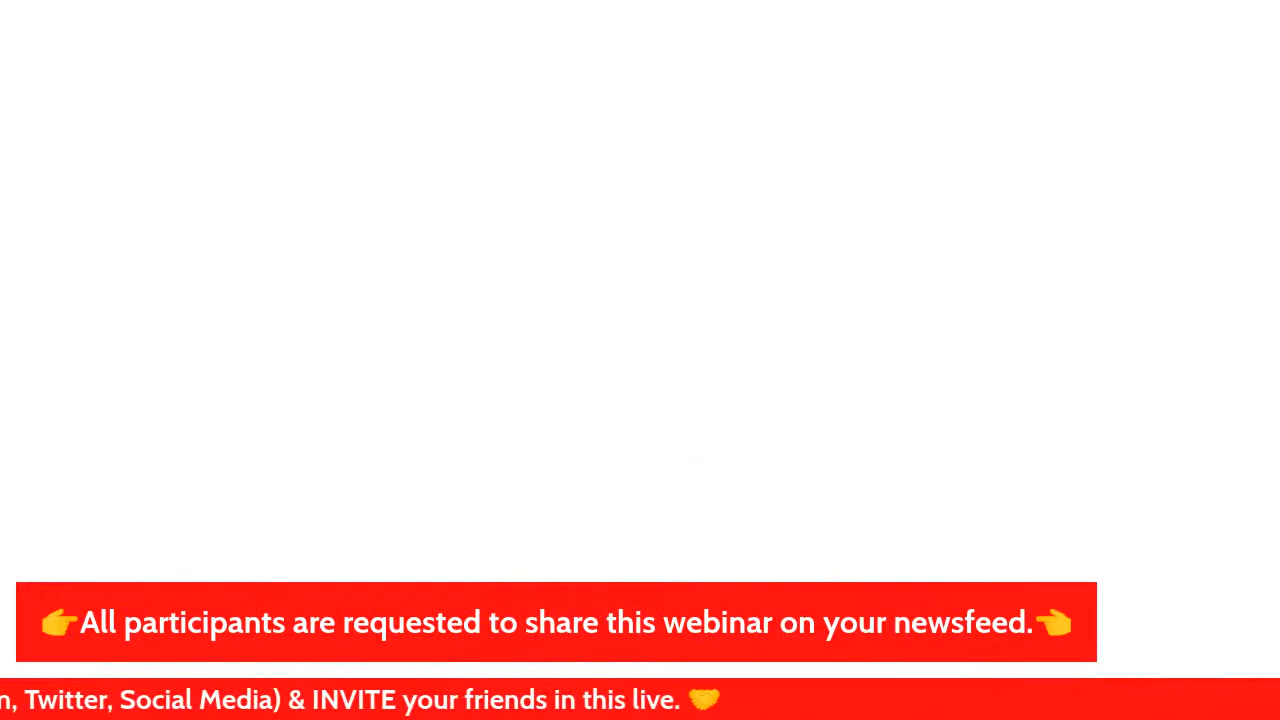 👉All participants are requested to share this webinar on your newsfeed.👈
, Twitter, Social Media) & INVITE your friends in this live. 🤝